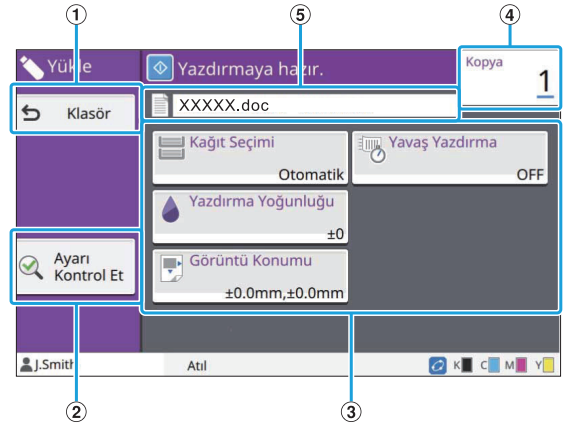 ① ⑤ ④
Yükle
Yazdırmaya hazır.
Kopya
1
Klasör
XXXXX.doc
Kağıt Seçimi
Otomatik
Yavaş Yazdırma
OFF
Yazdırma Yoğunluğu
±0
Ayarı
Kontrol Et
Görüntü Konumu
±0.0mm,±0.0mm
J.Smith
Atıl
K C M Y
② ③